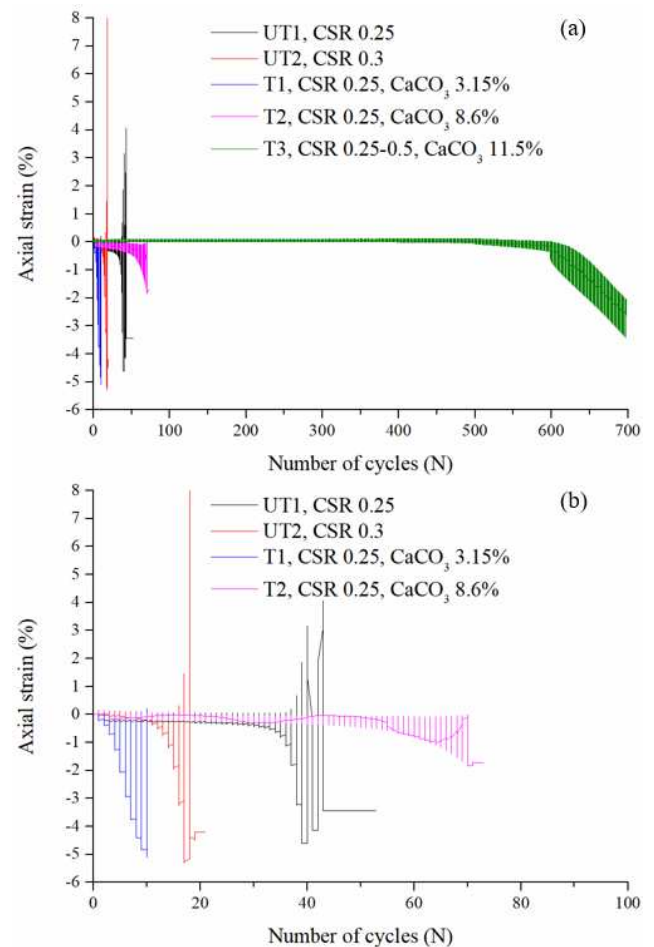 (a)
UT1, CSR 0.25
UT2, CSR 0.3
T1, CSR 0.25, CaCO₃ 3.15%
T2, CSR 0.25, CaCO₃ 8.6%
T3, CSR 0.25-0.5, CaCO₃ 11.5%
Axial strain (%)
8
7
6
5
4
3
2
1
0
-1
-2
-3
-4
-5
-6
0 100 200 300 400 500 600 700
Number of cycles (N)
(b)
UT1, CSR 0.25
UT2, CSR 0.3
T1, CSR 0.25, CaCO₃ 3.15%
T2, CSR 0.25, CaCO₃ 8.6%
Axial strain (%)
8
7
6
5
4
3
2
1
0
-1
-2
-3
-4
-5
-6
0 20 40 60 80 100
Number of cycles (N)